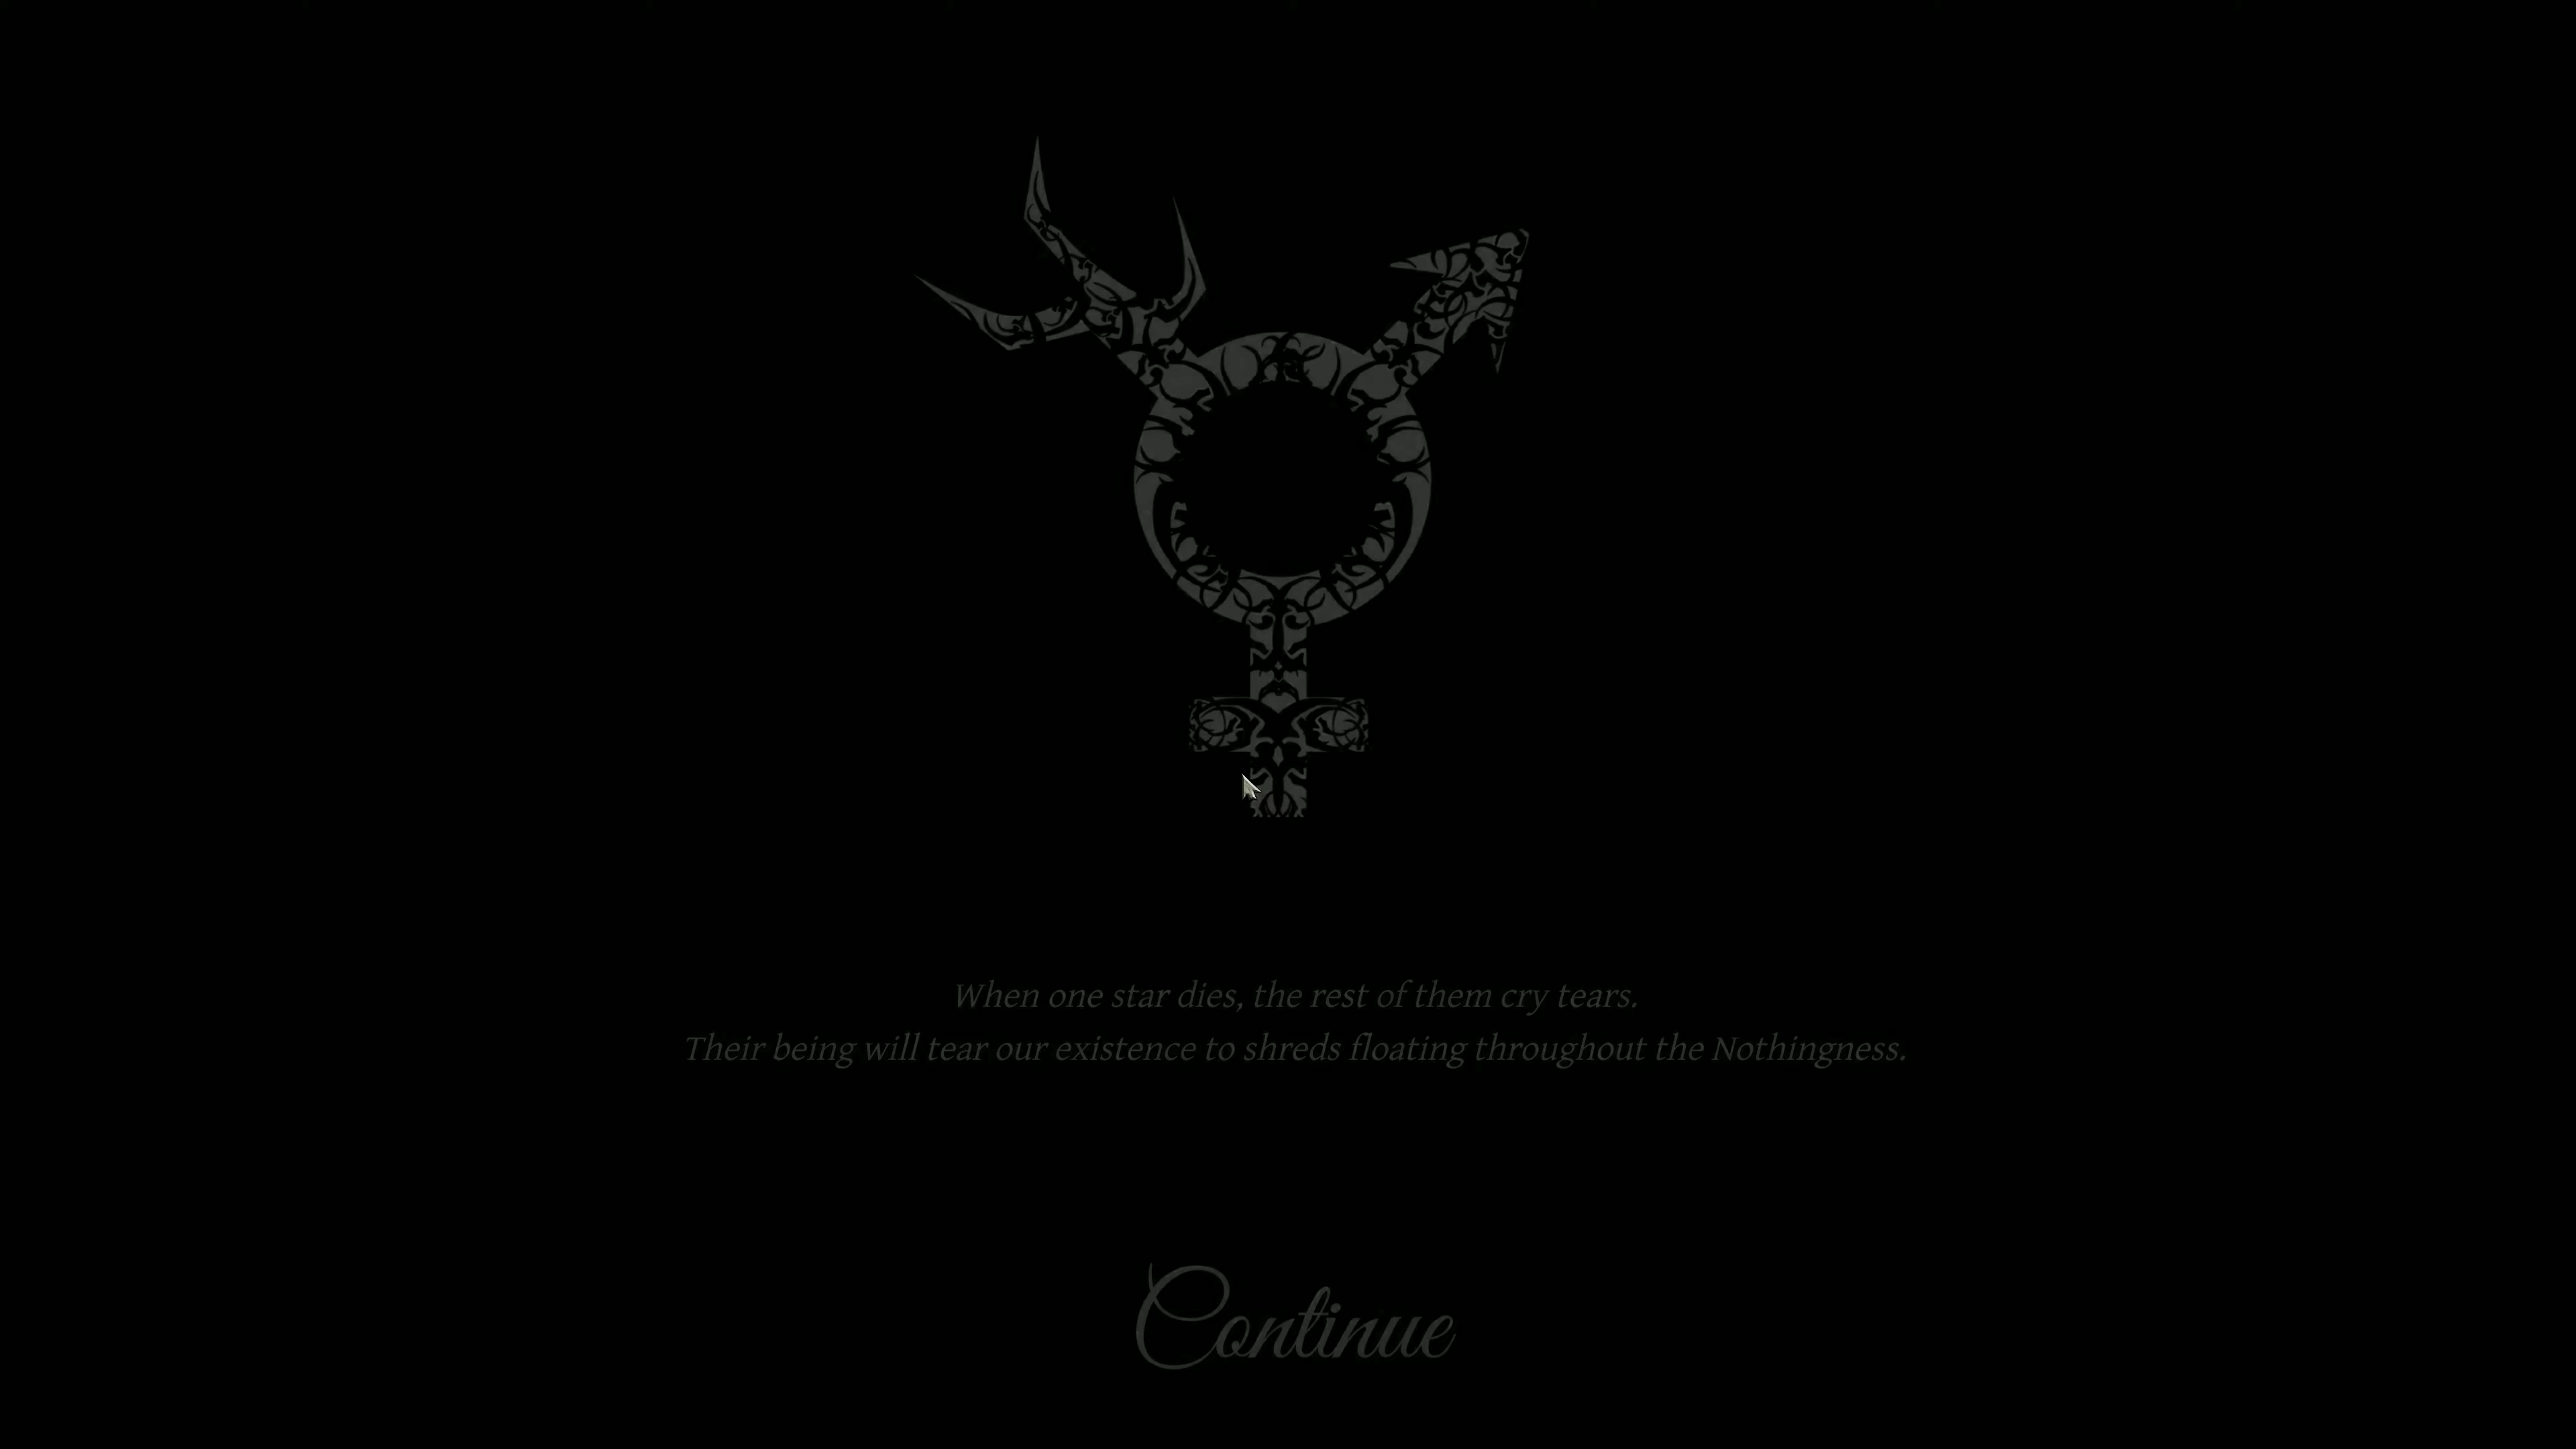 When one star dies, the rest of them cry tears.
Their being will tear our existence to shreds floating throughout the Nothingness.
Continue